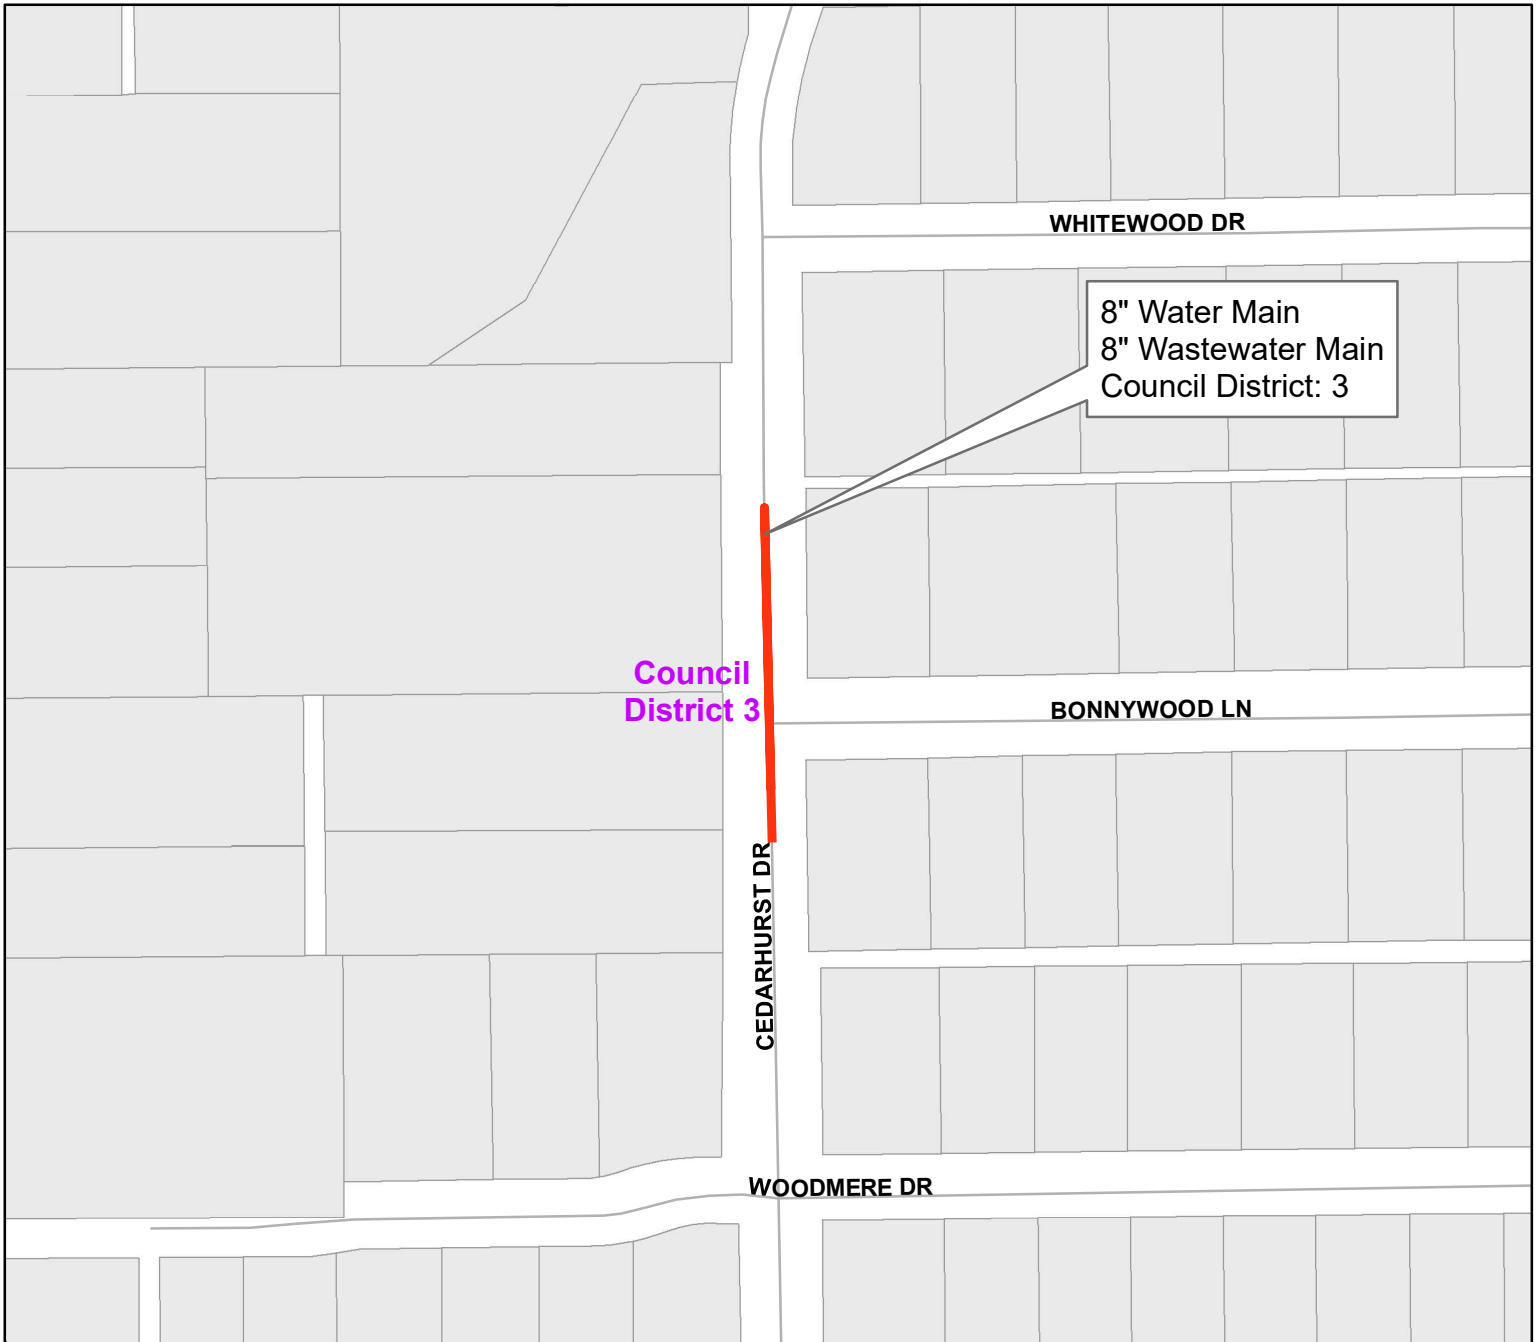 WHITEWOOD DR
8" Water Main
8" Wastewater Main
Council District: 3
Council
District 3
BONNYWOOD LN
CEDARHURST DR
WOODMERE DR